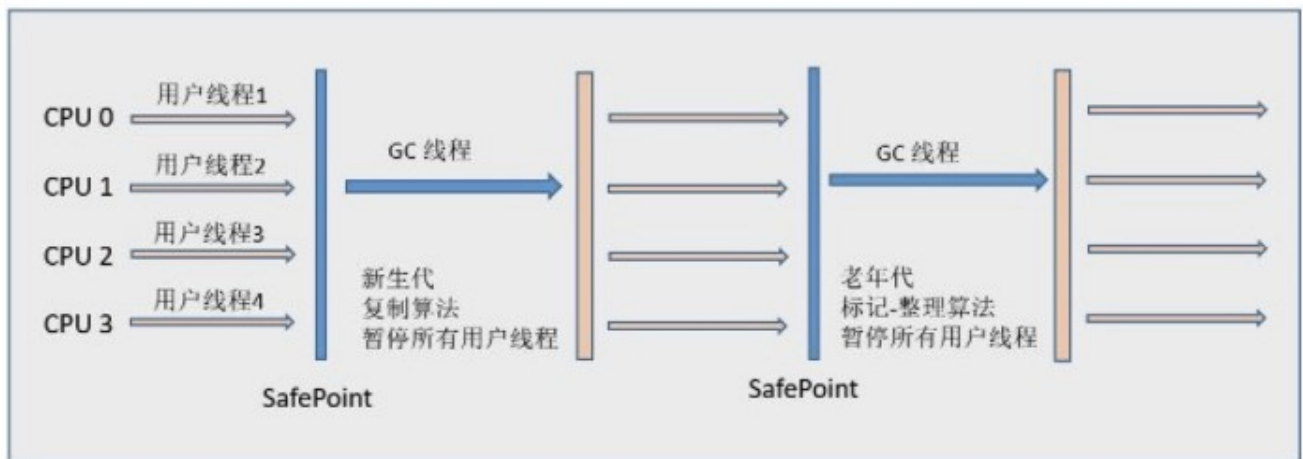 CPU 0
用户线程1
CPU 1
用户线程2
CPU 2
用户线程3
CPU 3
用户线程4
SafePoint
GC 线程
新生代
复制算法
暂停所有用户线程
SafePoint
GC 线程
老年代
标记-整理算法
暂停所有用户线程